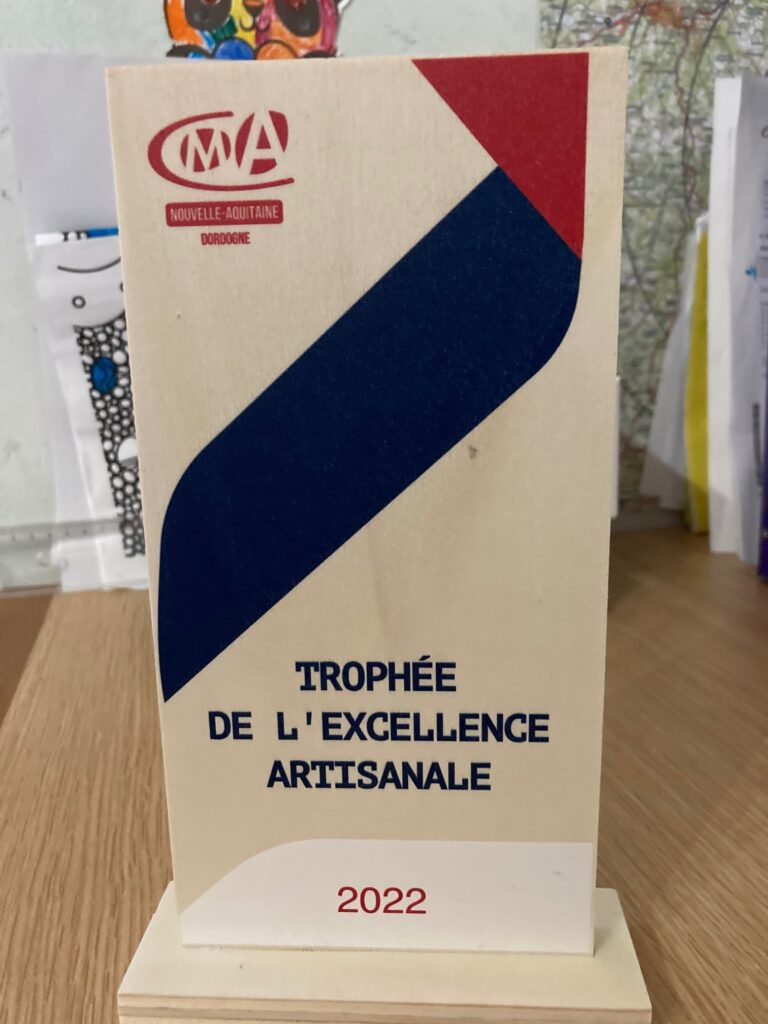 CMA
NOUVELLE-AQUITAINE
DORDOGNE
TROPHÉE
DE L'EXCELLENCE
ARTISANALE
2022